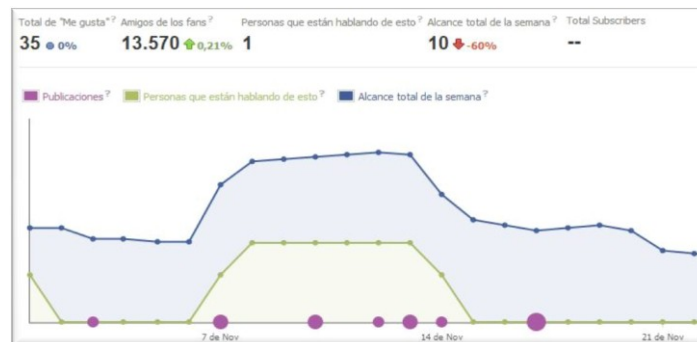 Total de "Me gusta"? Amigos de los fans? Personas que están hablando de esto? Alcance total de la semana? Total Subscribers
35 0% 13.570 0,21% 1 10 -60% --
Publicaciones? Personas que están hablando de esto? Alcance total de la semana?
7 de Nov 14 de Nov 21 de Nov